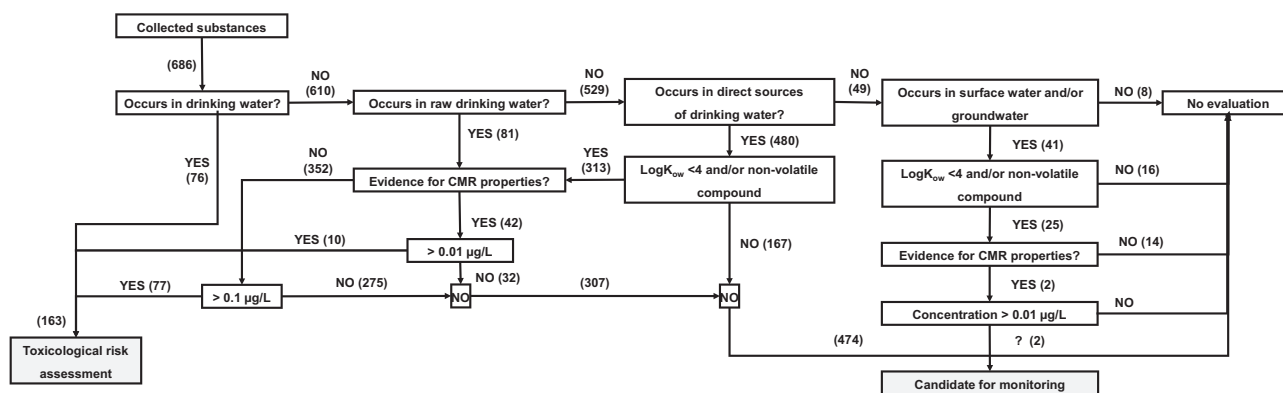 Collected substances
(686)
Occurs in drinking water?
NO
(610)
Occurs in raw drinking water?
NO
(529)
Occurs in direct sources
of drinking water?
NO
(49)
Occurs in surface water and/or
groundwater
NO (8)
No evaluation
YES
(76)
YES (81)
YES (480)
YES (41)
NO
(352)
Evidence for CMR properties?
YES
(313)
LogKow <4 and/or non-volatile
compound
LogKow <4 and/or non-volatile
compound
NO (16)
YES (42)
YES (25)
YES (10)
> 0.01 µg/L
NO (167)
Evidence for CMR properties?
NO (14)
NO (32)
YES (77)
> 0.1 µg/L
NO (275)
NO
(307)
NO
YES (2)
Concentration > 0.01 µg/L
NO
(163)
(474)
? (2)
Toxicological risk
assessment
Candidate for monitoring